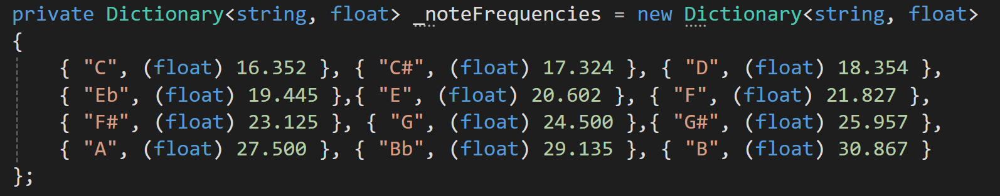 private Dictionary<string, float> _noteFrequencies = new Dictionary<string, float>
{
    { "C", (float) 16.352 }, { "C#", (float) 17.324 }, { "D", (float) 18.354 },
    { "Eb", (float) 19.445 },{ "E", (float) 20.602 }, { "F", (float) 21.827 },
    { "F#", (float) 23.125 }, { "G", (float) 24.500 },{ "G#", (float) 25.957 },
    { "A", (float) 27.500 }, { "Bb", (float) 29.135 }, { "B", (float) 30.867 }
};